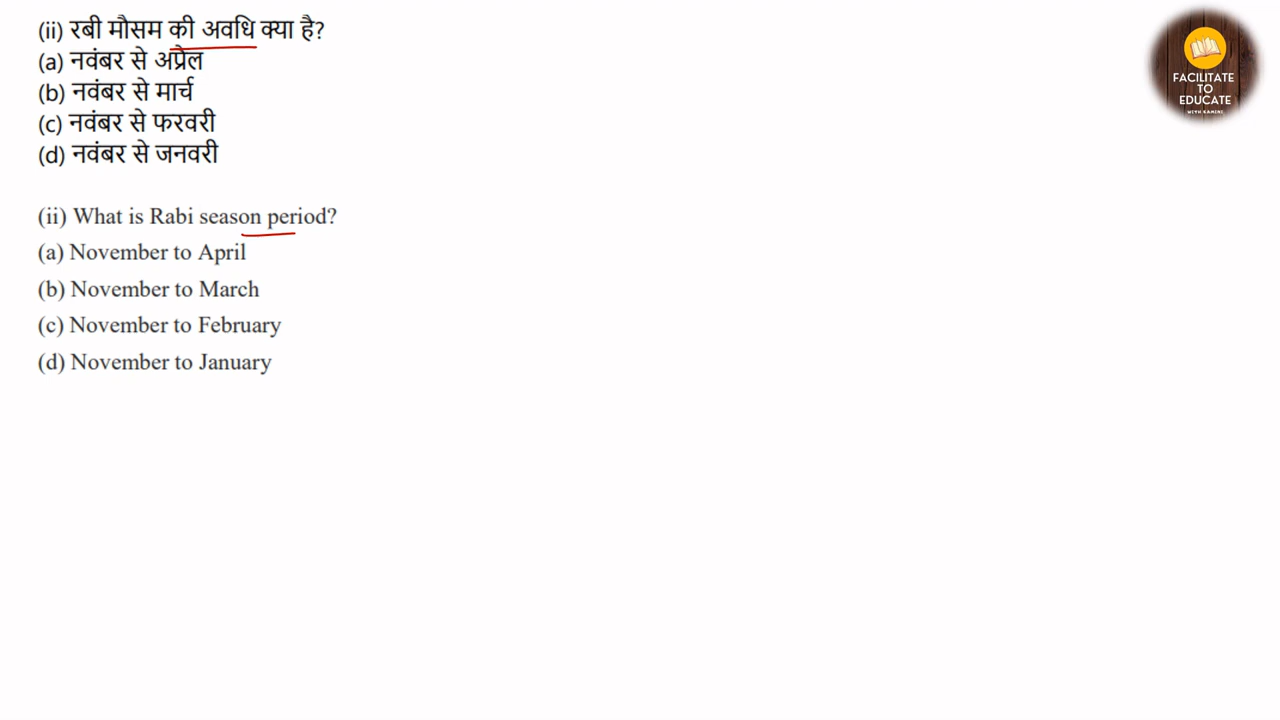 (ii) रबी मौसम की अवधि क्या है?
(a) नवंबर से अप्रैल
(b) नवंबर से मार्च
(c) नवंबर से फरवरी
(d) नवंबर से जनवरी
(ii) What is Rabi season period?
(a) November to April
(b) November to March
(c) November to February
(d) November to January
FACILITATE
TO
EDUCATE